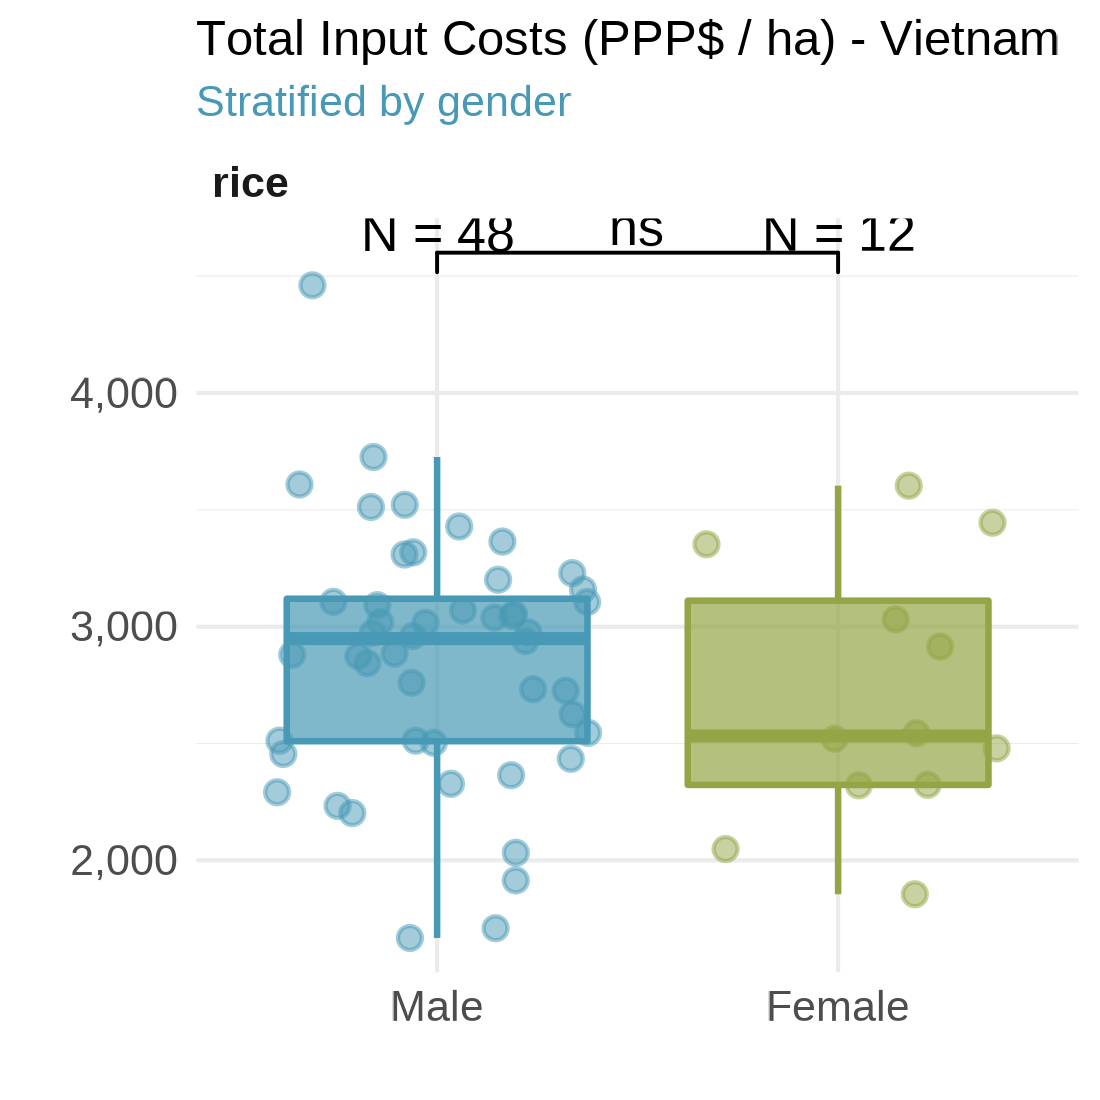 Total Input Costs (PPP$ / ha) - Vietnam
Stratified by gender
rice
N = 48 ns N = 12
4,000
3,000
2,000
Male Female